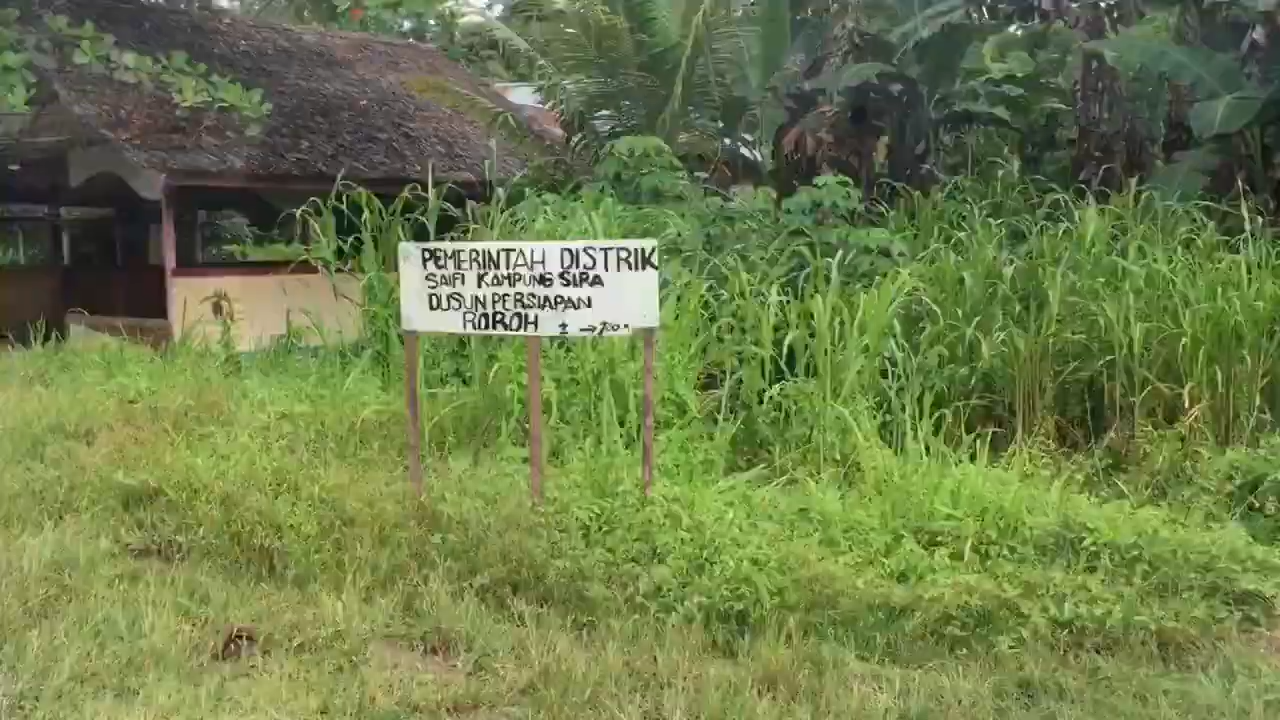 PEMERINTAH DISTRIK
SAIFI KAMPUNG SIRA
DUSUN PERSIAPAN
ROROH ± →